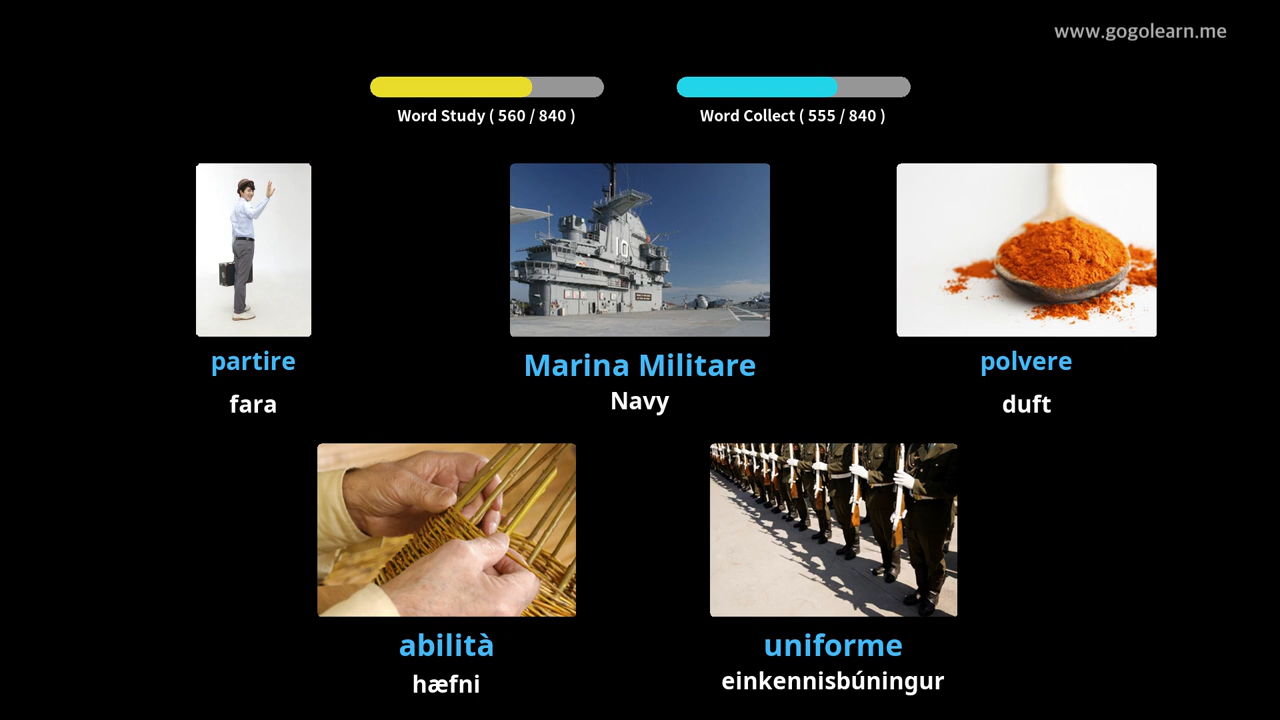 www.gogolearn.me
Word Study ( 560 / 840 )
Word Collect ( 555 / 840 )
10
partire
fara
Marina Militare
Navy
polvere
duft
abilità
hæfni
uniforme
einkennisbúningur